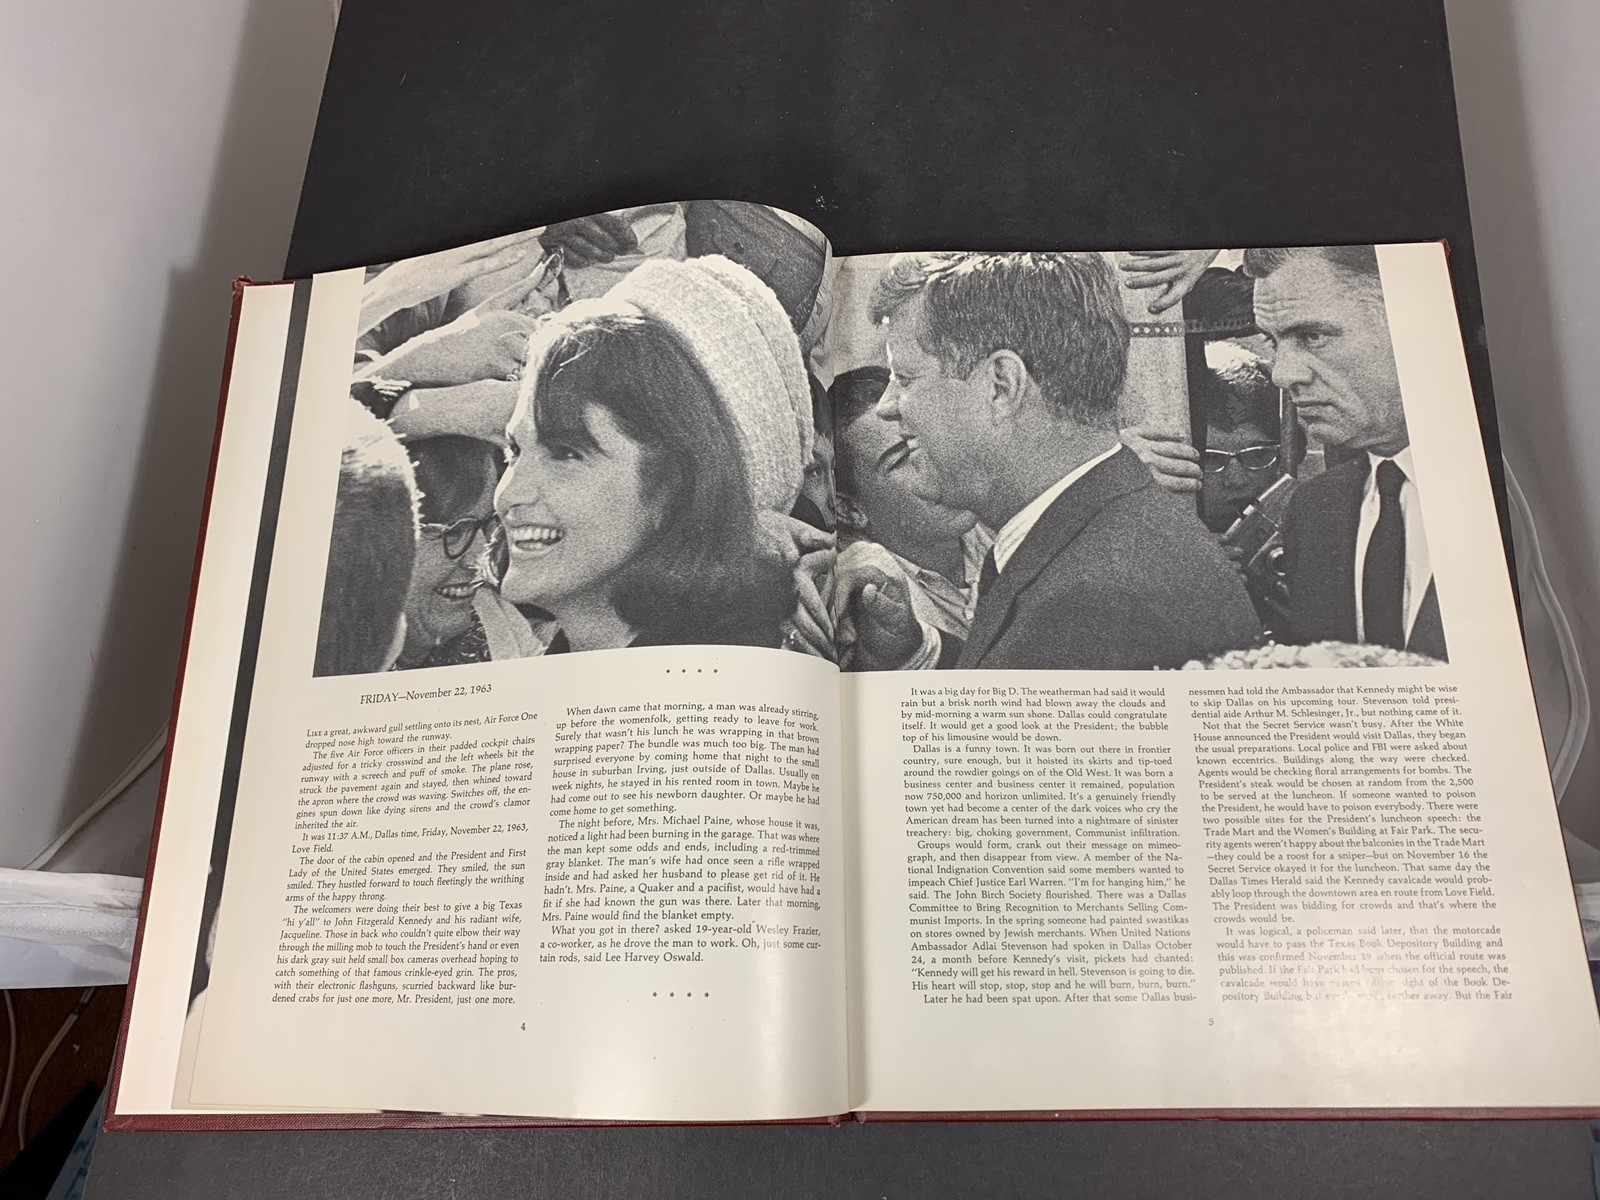 FRIDAY—November 22, 1963
LIKE a great, awkward gull settling onto its nest, Air Force One
dropped nose high toward the runway.
The five Air Force officers in their padded cockpit chairs
adjusted for a tricky crosswind and the left wheels bit the
runway with a screech and puff of smoke. The plane rose,
struck the pavement again and stayed, then whined toward
the apron where the crowd was waving. Switches off, the en-
gines spun down like dying sirens and the crowd's clamor
inherited the air.
It was 11:37 A.M., Dallas time, Friday, November 22, 1963,
Love Field.
The door of the cabin opened and the President and First
Lady of the United States emerged. They smiled, the sun
smiled. They hustled forward to touch fleetingly the writhing
arms of the happy throng.
The welcomers were doing their best to give a big Texas
"hi y'all" to John Fitzgerald Kennedy and his radiant wife,
Jacqueline. Those in back who couldn't quite elbow their way
through the milling mob to touch the President's hand or even
his dark gray suit held small box cameras overhead hoping to
catch something of that famous crinkle-eyed grin. The pros,
with their electronic flashguns, scurried backward like bur-
dened crabs for just one more, Mr. President, just one more.
* * * *
When dawn came that morning, a man was already stirring,
up before the womenfolk, getting ready to leave for work.
Surely that wasn't his lunch he was wrapping in that brown
wrapping paper? The bundle was much too big. The man had
surprised everyone by coming home that night to the small
house in suburban Irving, just outside of Dallas. Usually on
week nights, he stayed in his rented room in town. Maybe he
had come out to see his newborn daughter. Or maybe he had
come home to get something.
The night before, Mrs. Michael Paine, whose house it was,
noticed a light had been burning in the garage. That was where
the man kept some odds and ends, including a red-trimmed
gray blanket. The man's wife had once seen a rifle wrapped
inside and had asked her husband to please get rid of it. He
hadn't. Mrs. Paine, a Quaker and a pacifist, would have had a
fit if she had known the gun was there. Later that morning,
Mrs. Paine would find the blanket empty.
What you got in there? asked 19-year-old Wesley Frazier,
a co-worker, as he drove the man to work. Oh, just some cur-
tain rods, said Lee Harvey Oswald.
* * * *
4
It was a big day for Big D. The weatherman had said it would
rain but a brisk north wind had blown away the clouds and
by mid-morning a warm sun shone. Dallas could congratulate
itself. It would get a good look at the President; the bubble
top of his limousine would be down.
Dallas is a funny town. It was born out there in frontier
country, sure enough, but it hoisted its skirts and tip-toed
around the rowdier goings on of the Old West. It was born a
business center and business center it remained, population
now 750,000 and horizon unlimited. It's a genuinely friendly
town yet had become a center of the dark voices who cry the
American dream has been turned into a nightmare of sinister
treachery: big, choking government, Communist infiltration.
Groups would form, crank out their message on mimeo-
graph, and then disappear from view. A member of the Na-
tional Indignation Convention said some members wanted to
impeach Chief Justice Earl Warren. "I'm for hanging him," he
said. The John Birch Society flourished. There was a Dallas
Committee to Bring Recognition to Merchants Selling Com-
munist Imports. In the spring someone had painted swastikas
on stores owned by Jewish merchants. When United Nations
Ambassador Adlai Stevenson had spoken in Dallas October
24, a month before Kennedy's visit, pickets had chanted:
"Kennedy will get his reward in hell. Stevenson is going to die.
His heart will stop, stop, stop and he will burn, burn, burn."
Later he had been spat upon. After that some Dallas busi-
nessmen had told the Ambassador that Kennedy might be wise
to skip Dallas on his upcoming tour. Stevenson told presi-
dential aide Arthur M. Schlesinger, Jr., but nothing came of it.
Not that the Secret Service wasn't busy. After the White
House announced the President would visit Dallas, they began
the usual preparations. Local police and FBI were asked about
known eccentrics. Buildings along the way were checked.
Agents would be checking floral arrangements for bombs. The
President's steak would be chosen at random from the 2,500
to be served at the luncheon. If someone wanted to poison
the President, he would have to poison everybody. There were
two possible sites for the President's luncheon speech: the
Trade Mart and the Women's Building at Fair Park. The secu-
rity agents weren't happy about the balconies in the Trade Mart
—they could be a roost for a sniper—but on November 16 the
Secret Service okayed it for the luncheon. That same day the
Dallas Times Herald said the Kennedy cavalcade would prob-
ably loop through the downtown area en route from Love Field.
The President was bidding for crowds and that's where the
crowds would be.
It was logical, a policeman said later, that the motorcade
would have to pass the Texas Book Depository Building and
this was confirmed November 19 when the official route was
published. If the Fair Park had been chosen for the speech, the
cavalcade would have passed within sight of the Book De-
pository Building but farther away. But the Fair
5